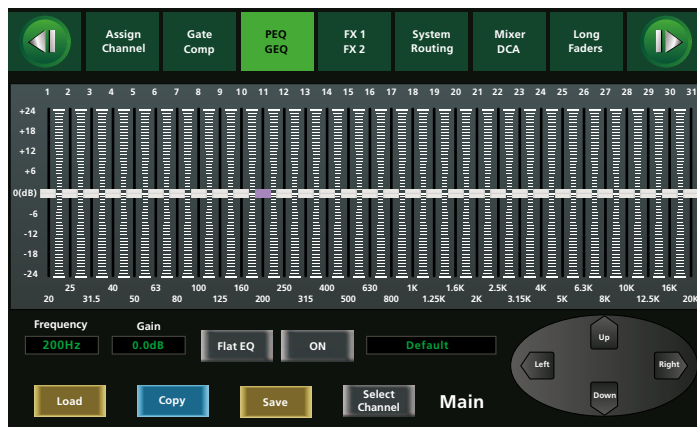 Assign Channel
Gate Comp
PEQ GEQ
FX 1 FX 2
System Routing
Mixer DCA
Long Faders
1 2 3 4 5 6 7 8 9 10 11 12 13 14 15 16 17 18 19 20 21 22 23 24 25 26 27 28 29 30 31
+24
+18
+12
+6
0(dB)
-6
-12
-18
-24
25 40 63 100 160 250 400 630 1K 1.6K 2.5K 4K 6.3K 10K 16K
20 31.5 50 80 125 200 315 500 800 1.25K 2K 3.15K 5K 8K 12.5K 20K
Frequency
200Hz
Gain
0.0dB
Flat EQ
ON
Default
Up
Left
Right
Down
Load
Copy
Save
Select Channel
Main